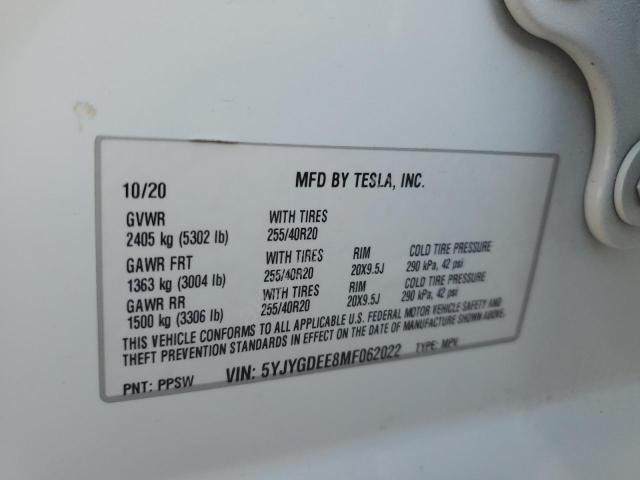 10/20 MFD BY TESLA, INC.
GVWR WITH TIRES
2405 kg (5302 lb) 255/40R20
GAWR FRT WITH TIRES RIM COLD TIRE PRESSURE
1363 kg (3004 lb) 255/40R20 20X9.5J 290 kPa, 42 psi
GAWR RR WITH TIRES RIM COLD TIRE PRESSURE
1500 kg (3306 lb) 255/40R20 20X9.5J 290 kPa, 42 psi
THIS VEHICLE CONFORMS TO ALL APPLICABLE U.S. FEDERAL MOTOR VEHICLE SAFETY AND
THEFT PREVENTION STANDARDS IN EFFECT ON THE DATE OF MANUFACTURE SHOWN ABOVE.
PNT: PPSW VIN: 5YJYGDEE8MF062022 TYPE: MPV